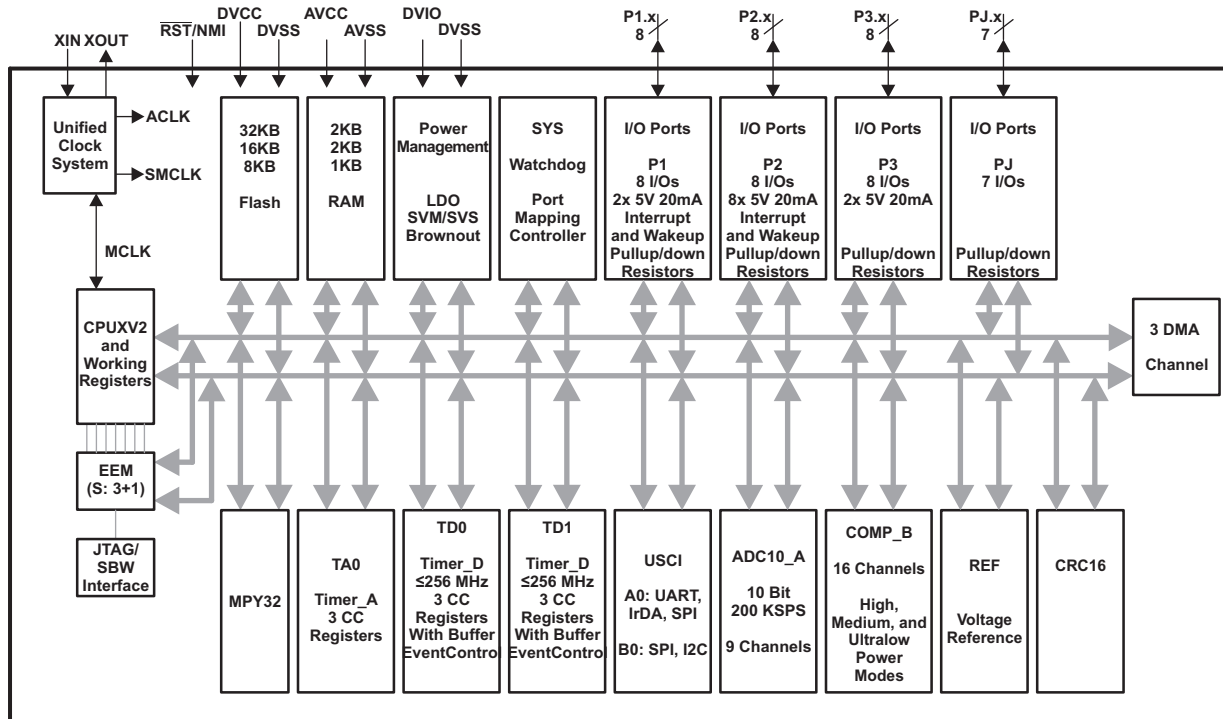 XIN XOUT
RST/NMI
DVCC
DVSS
AVCC
AVSS
DVIO
DVSS
P1.x
8
P2.x
8
P3.x
8
PJ.x
7
Unified
Clock
System
ACLK
SMCLK
MCLK
32KB
16KB
8KB
Flash
2KB
2KB
1KB
RAM
Power
Management
LDO
SVM/SVS
Brownout
SYS
Watchdog
Port
Mapping
Controller
I/O Ports
P1
8 I/Os
2x 5V 20mA
Interrupt
and Wakeup
Pullup/down
Resistors
I/O Ports
P2
8 I/Os
8x 5V 20mA
Interrupt
and Wakeup
Pullup/down
Resistors
I/O Ports
P3
8 I/Os
2x 5V 20mA
Pullup/down
Resistors
I/O Ports
PJ
7 I/Os
Pullup/down
Resistors
CPUXV2
and
Working
Registers
3 DMA
Channel
EEM
(S: 3+1)
JTAG/
SBW
Interface
MPY32
TA0
Timer_A
3 CC
Registers
TD0
Timer_D
≤256 MHz
3 CC
Registers
With Buffer
EventControl
TD1
Timer_D
≤256 MHz
3 CC
Registers
With Buffer
EventControl
USCI
A0: UART,
IrDA, SPI
B0: SPI, I2C
ADC10_A
10 Bit
200 KSPS
9 Channels
COMP_B
16 Channels
High,
Medium, and
Ultralow
Power
Modes
REF
Voltage
Reference
CRC16